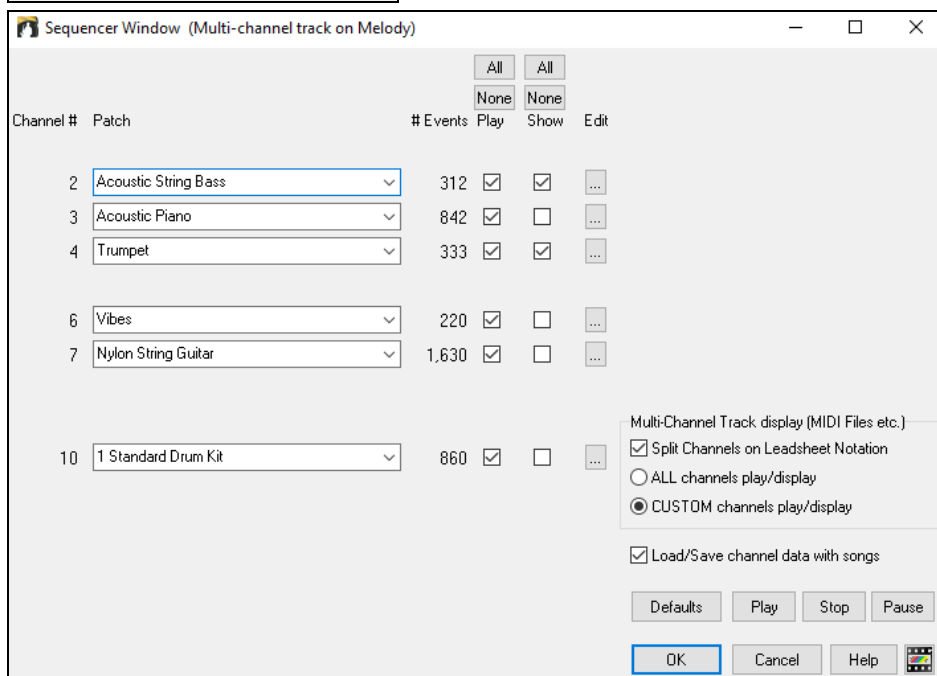 Sequencer Window (Multi-channel track on Melody)
All All
None None
Channel # Patch # Events Play Show Edit
2 Acoustic String Bass 312 ...
3 Acoustic Piano 842 ...
4 Trumpet 333 ...
6 Vibes 220 ...
7 Nylon String Guitar 1,630 ...
Multi-Channel Track display (MIDI Files etc.)
10 1 Standard Drum Kit 860 ...
Split Channels on Leadsheet Notation
ALL channels play/display
CUSTOM channels play/display
Load/Save channel data with songs
Defaults Play Stop Pause
OK Cancel Help